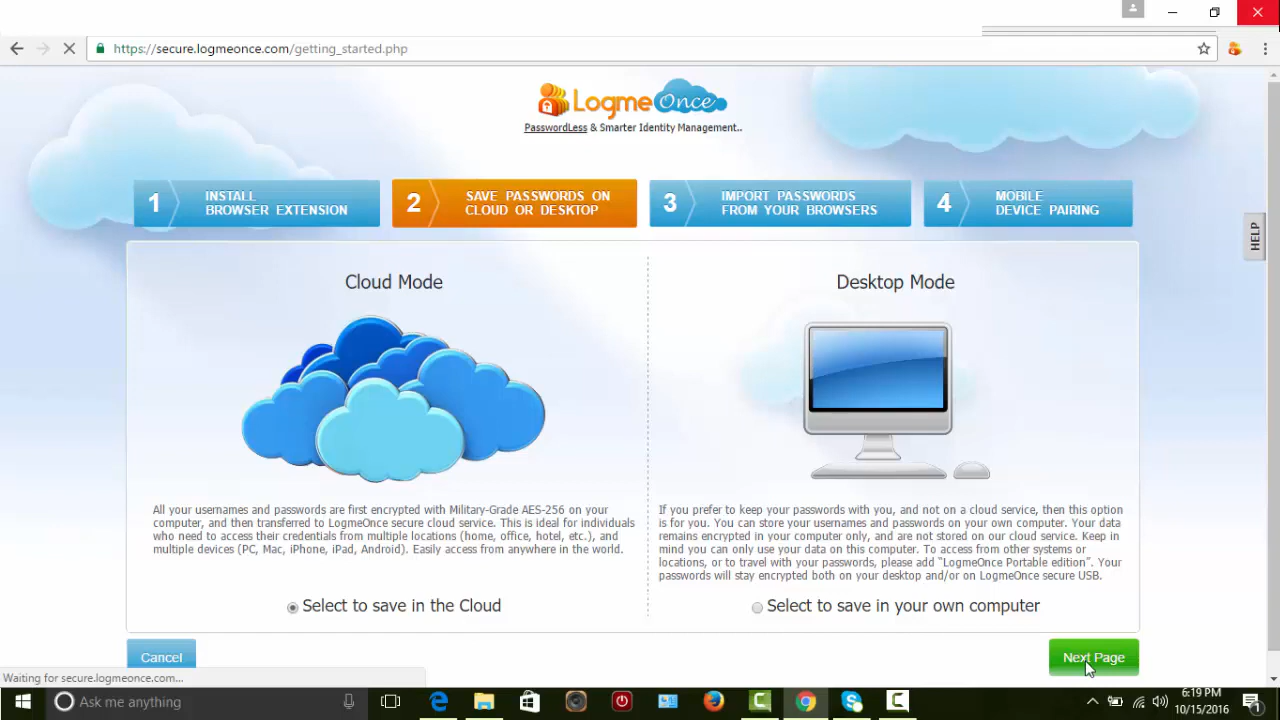 https://secure.logmeonce.com/getting_started.php
LogmeOnce
PasswordLess & Smarter Identity Management..
1 INSTALL BROWSER EXTENSION
2 SAVE PASSWORDS ON CLOUD OR DESKTOP
3 IMPORT PASSWORDS FROM YOUR BROWSERS
4 MOBILE DEVICE PAIRING
HELP
Cloud Mode
All your usernames and passwords are first encrypted with Military-Grade AES-256 on your
computer, and then transferred to LogmeOnce secure cloud service. This is ideal for individuals
who need to access their credentials from multiple locations (home, office, hotel, etc.), and
multiple devices (PC, Mac, iPhone, iPad, Android). Easily access from anywhere in the world.
Select to save in the Cloud
Desktop Mode
If you prefer to keep your passwords with you, and not on a cloud service, then this option
is for you. You can store your usernames and passwords on your own computer. Your data
remains encrypted in your computer only, and are not stored on our cloud service. Keep in
mind you can only use your data on this computer. To access from other systems or
locations, or to travel with your passwords, please add "LogmeOnce Portable edition". Your
passwords will stay encrypted both on your desktop and/or on LogmeOnce secure USB.
Select to save in your own computer
Cancel
Next Page
Waiting for secure.logmeonce.com...
Ask me anything
6:19 PM
10/15/2016
1